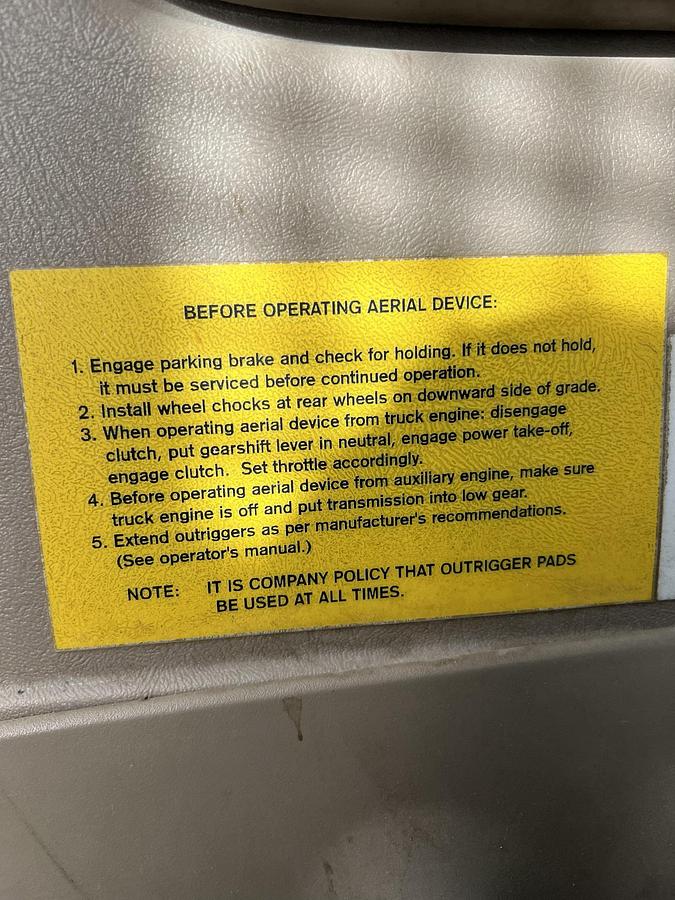 BEFORE OPERATING AERIAL DEVICE:
1. Engage parking brake and check for holding. If it does not hold,
it must be serviced before continued operation.
2. Install wheel chocks at rear wheels on downward side of grade.
3. When operating aerial device from truck engine: disengage
clutch, put gearshift lever in neutral, engage power take-off,
engage clutch. Set throttle accordingly.
4. Before operating aerial device from auxiliary engine, make sure
truck engine is off and put transmission into low gear.
5. Extend outriggers as per manufacturer's recommendations.
(See operator's manual.)
NOTE: IT IS COMPANY POLICY THAT OUTRIGGER PADS
BE USED AT ALL TIMES.